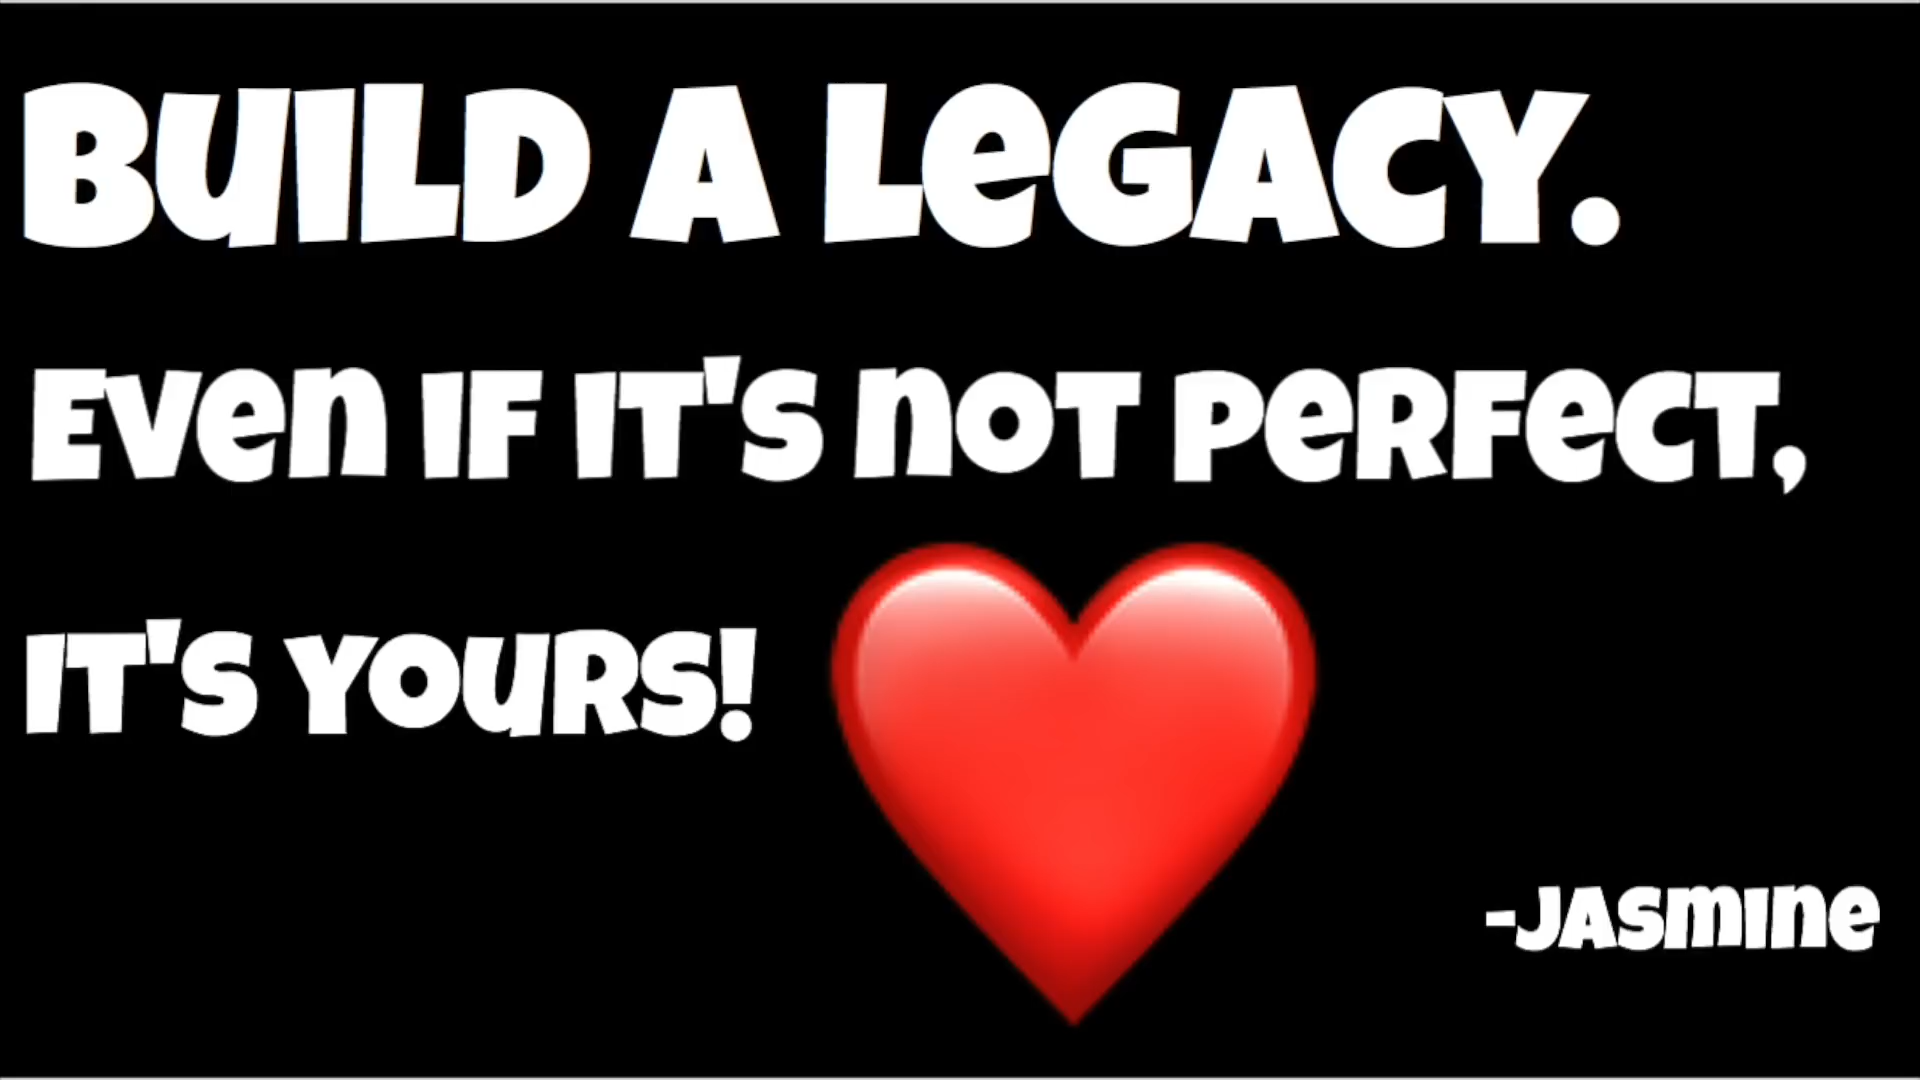 BUILD A LEGACY.
EVEN IF IT'S NOT PERFECT,
IT'S YOURS!
-JASMINE